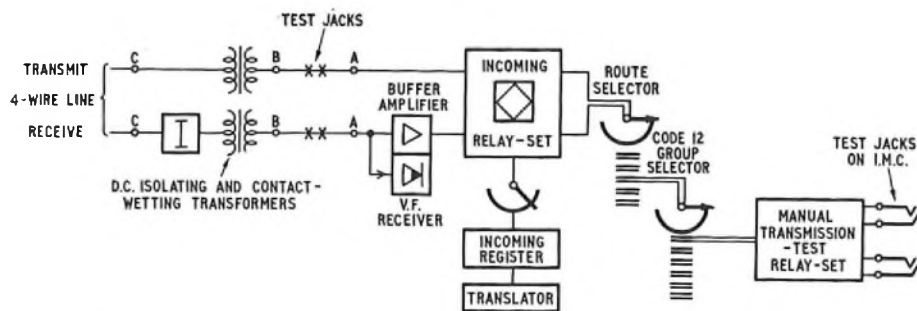 TEST JACKS
C
B
A
TRANSMIT
4-WIRE LINE
RECEIVE
C
I
B
A
D.C. ISOLATING AND CONTACT-
WETTING TRANSFORMERS
BUFFER
AMPLIFIER
V.F.
RECEIVER
INCOMING
RELAY-SET
INCOMING
REGISTER
TRANSLATOR
ROUTE
SELECTOR
CODE 12
GROUP
SELECTOR
MANUAL
TRANSMISSION
-TEST
RELAY-SET
TEST JACKS
ON I.M.C.